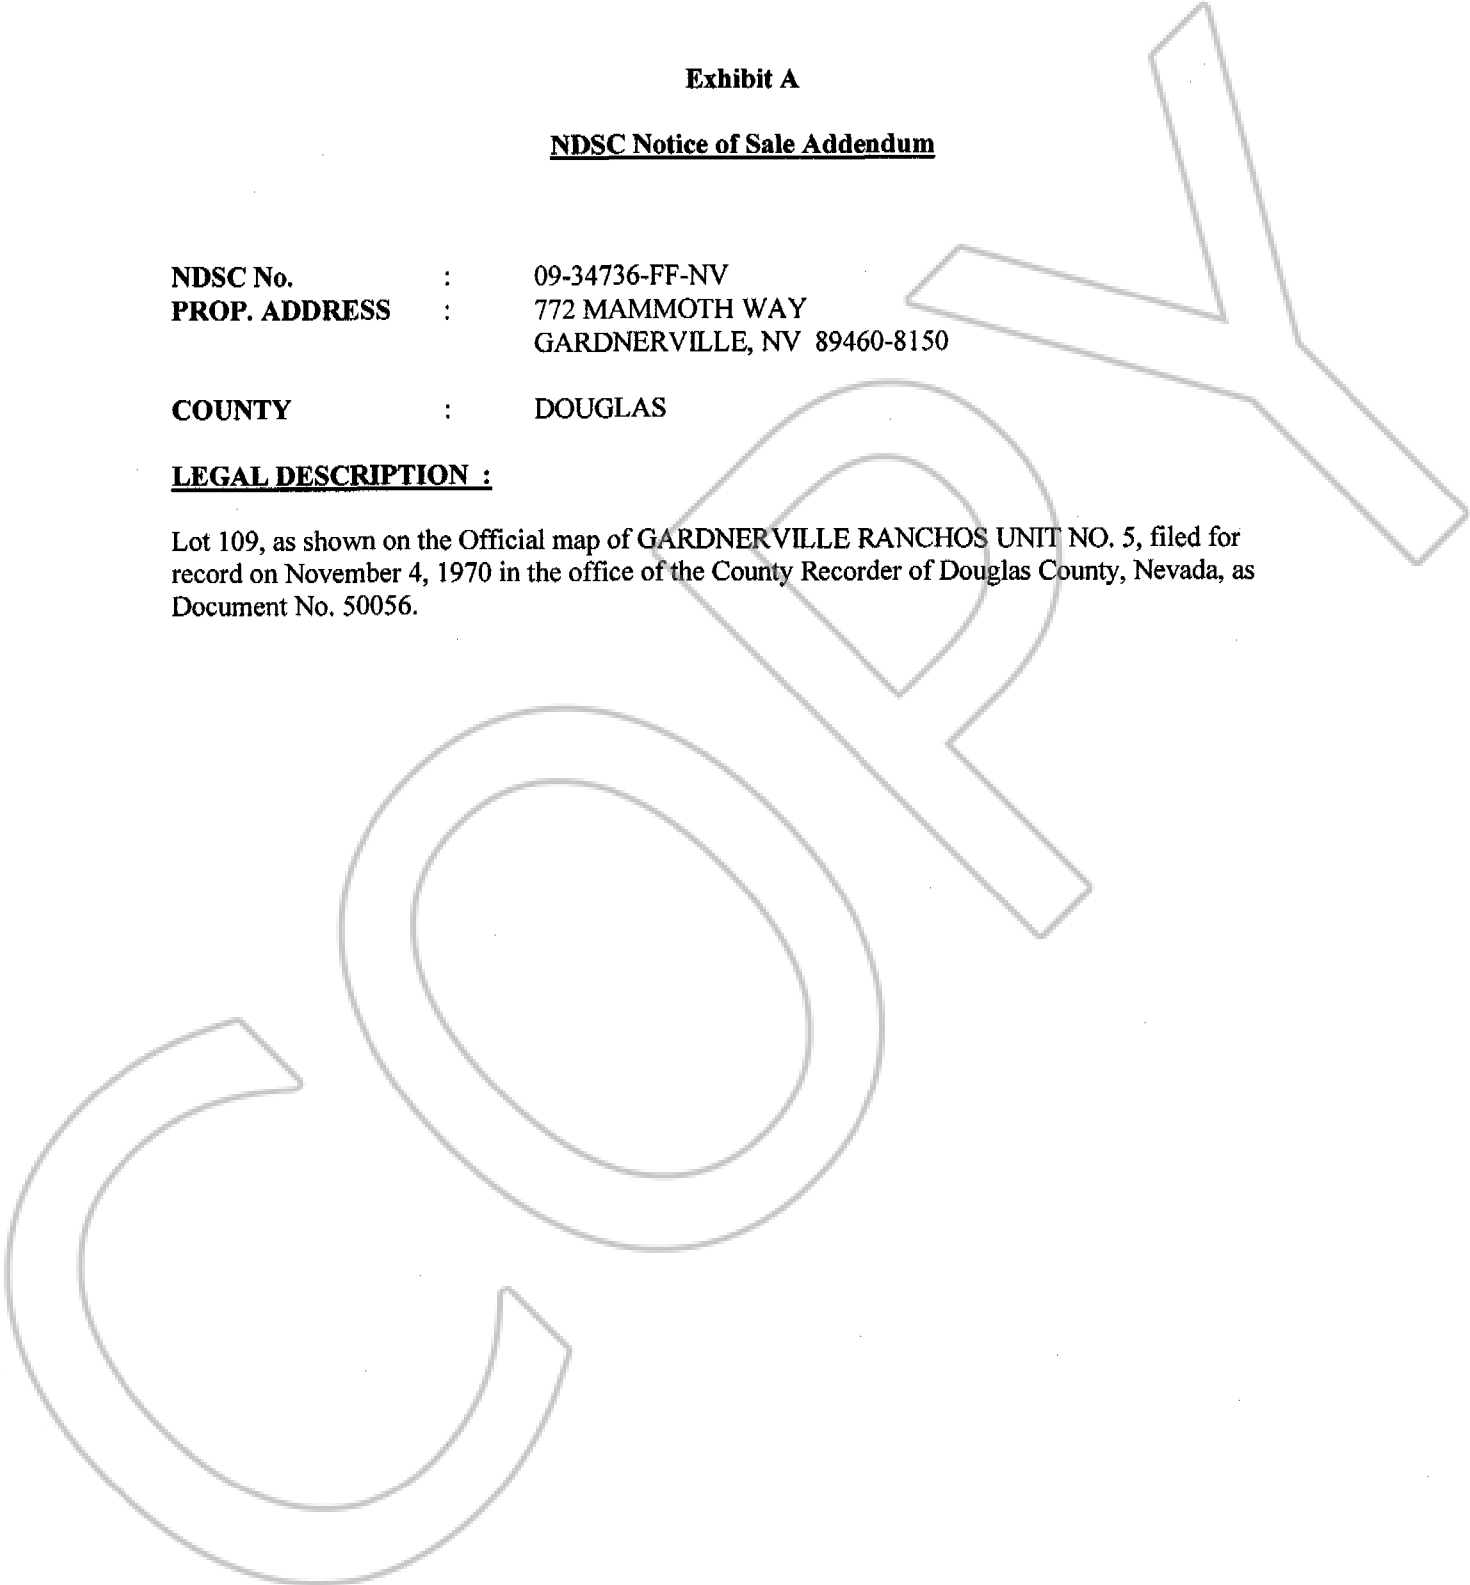 Exhibit A
NDSC Notice of Sale Addendum
NDSC No. : 09-34736-FF-NV
PROP. ADDRESS : 772 MAMMOTH WAY
GARDNERVILLE, NV 89460-8150
COUNTY : DOUGLAS
LEGAL DESCRIPTION :
Lot 109, as shown on the Official map of GARDNERVILLE RANCHOS UNIT NO. 5, filed for
record on November 4, 1970 in the office of the County Recorder of Douglas County, Nevada, as
Document No. 50056.
COPY